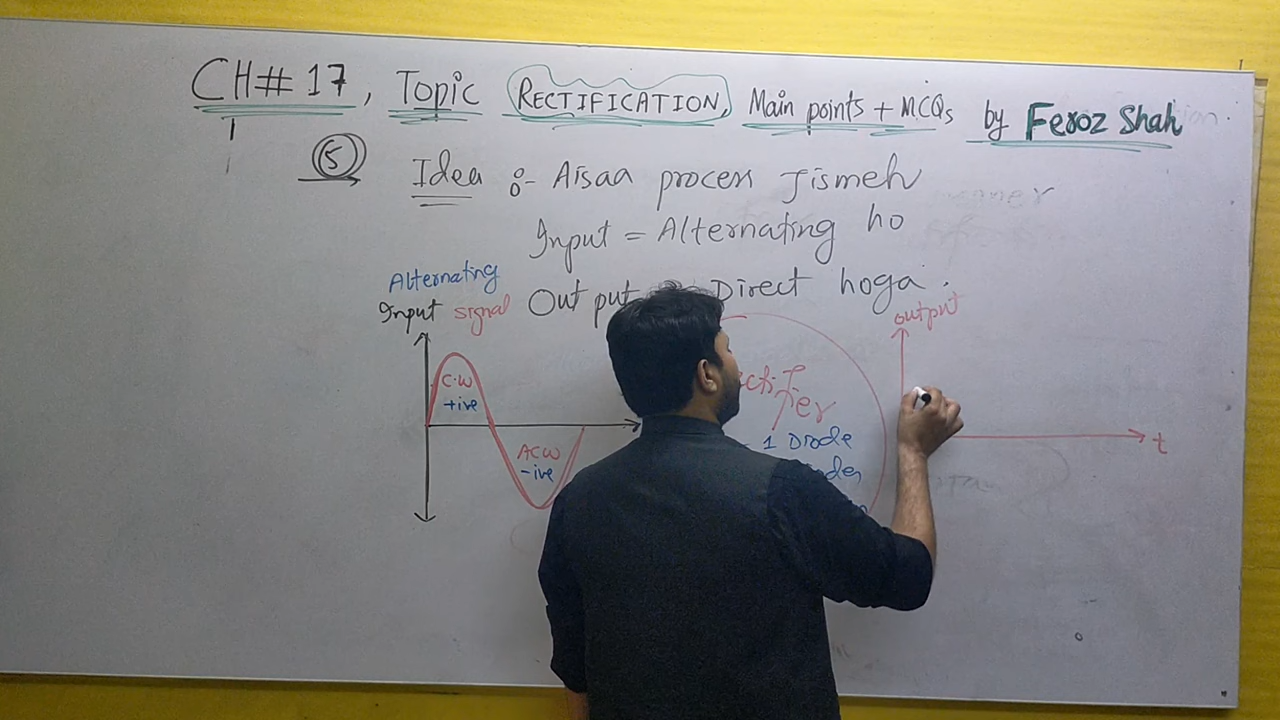 CH# 17, Topic RECTIFICATION, Main points + MCQs by Feroz Shah
5 Idea :- Aisaa process Jismeh
Input = Alternating ho
Out put Direct hoga.
Alternating
Input signal
output
C.W
+ive
ACW
-ive
1 Diode
t